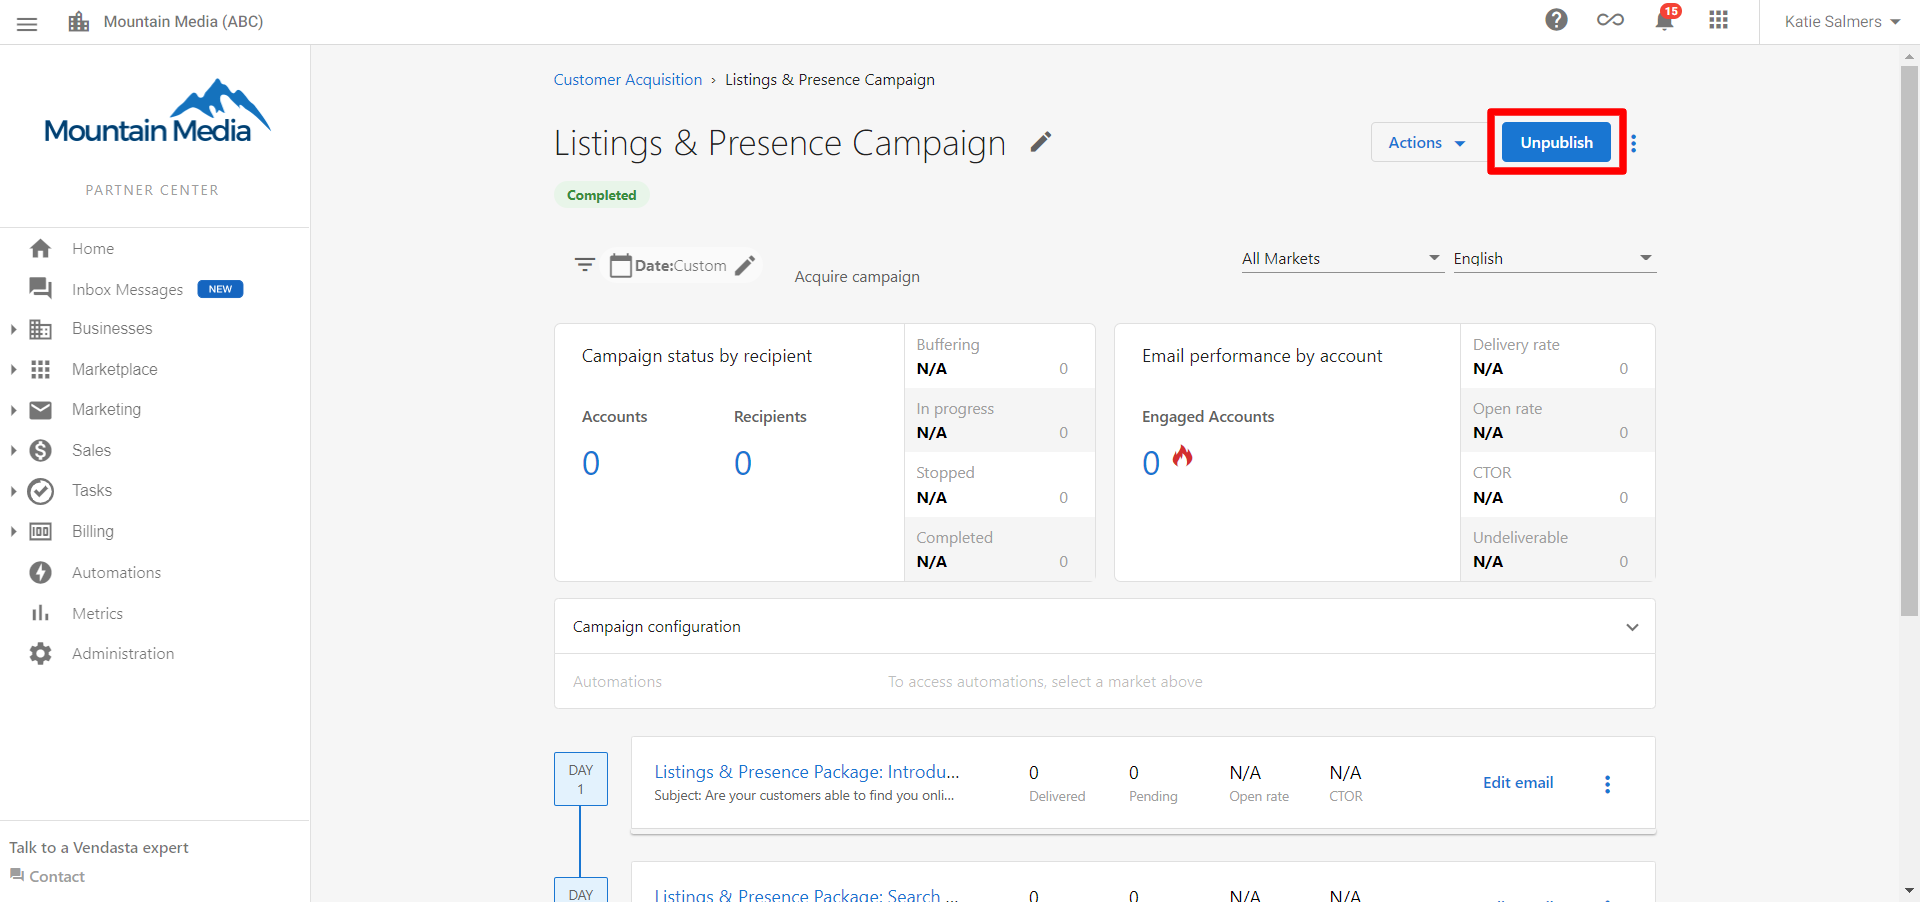 Mountain Media (ABC)
15
Katie Salmers
Mountain Media
PARTNER CENTER
Home
Inbox Messages NEW
Businesses
Marketplace
Marketing
Sales
Tasks
Billing
Automations
Metrics
Administration
Talk to a Vendasta expert
Contact
Customer Acquisition › Listings & Presence Campaign
Listings & Presence Campaign
Actions
Unpublish
Completed
Date:Custom
Acquire campaign
All Markets
English
Campaign status by recipient
Accounts Recipients
0 0
Buffering
N/A 0
In progress
N/A 0
Stopped
N/A 0
Completed
N/A 0
Email performance by account
Engaged Accounts
0
Delivery rate
N/A 0
Open rate
N/A 0
CTOR
N/A 0
Undeliverable
N/A 0
Campaign configuration
Automations To access automations, select a market above
DAY
1
Listings & Presence Package: Introdu...
Subject: Are your customers able to find you onli...
0 0 N/A N/A
Delivered Pending Open rate CTOR
Edit email
DAY
Listings & Presence Package: Search ...
0 0 N/A N/A